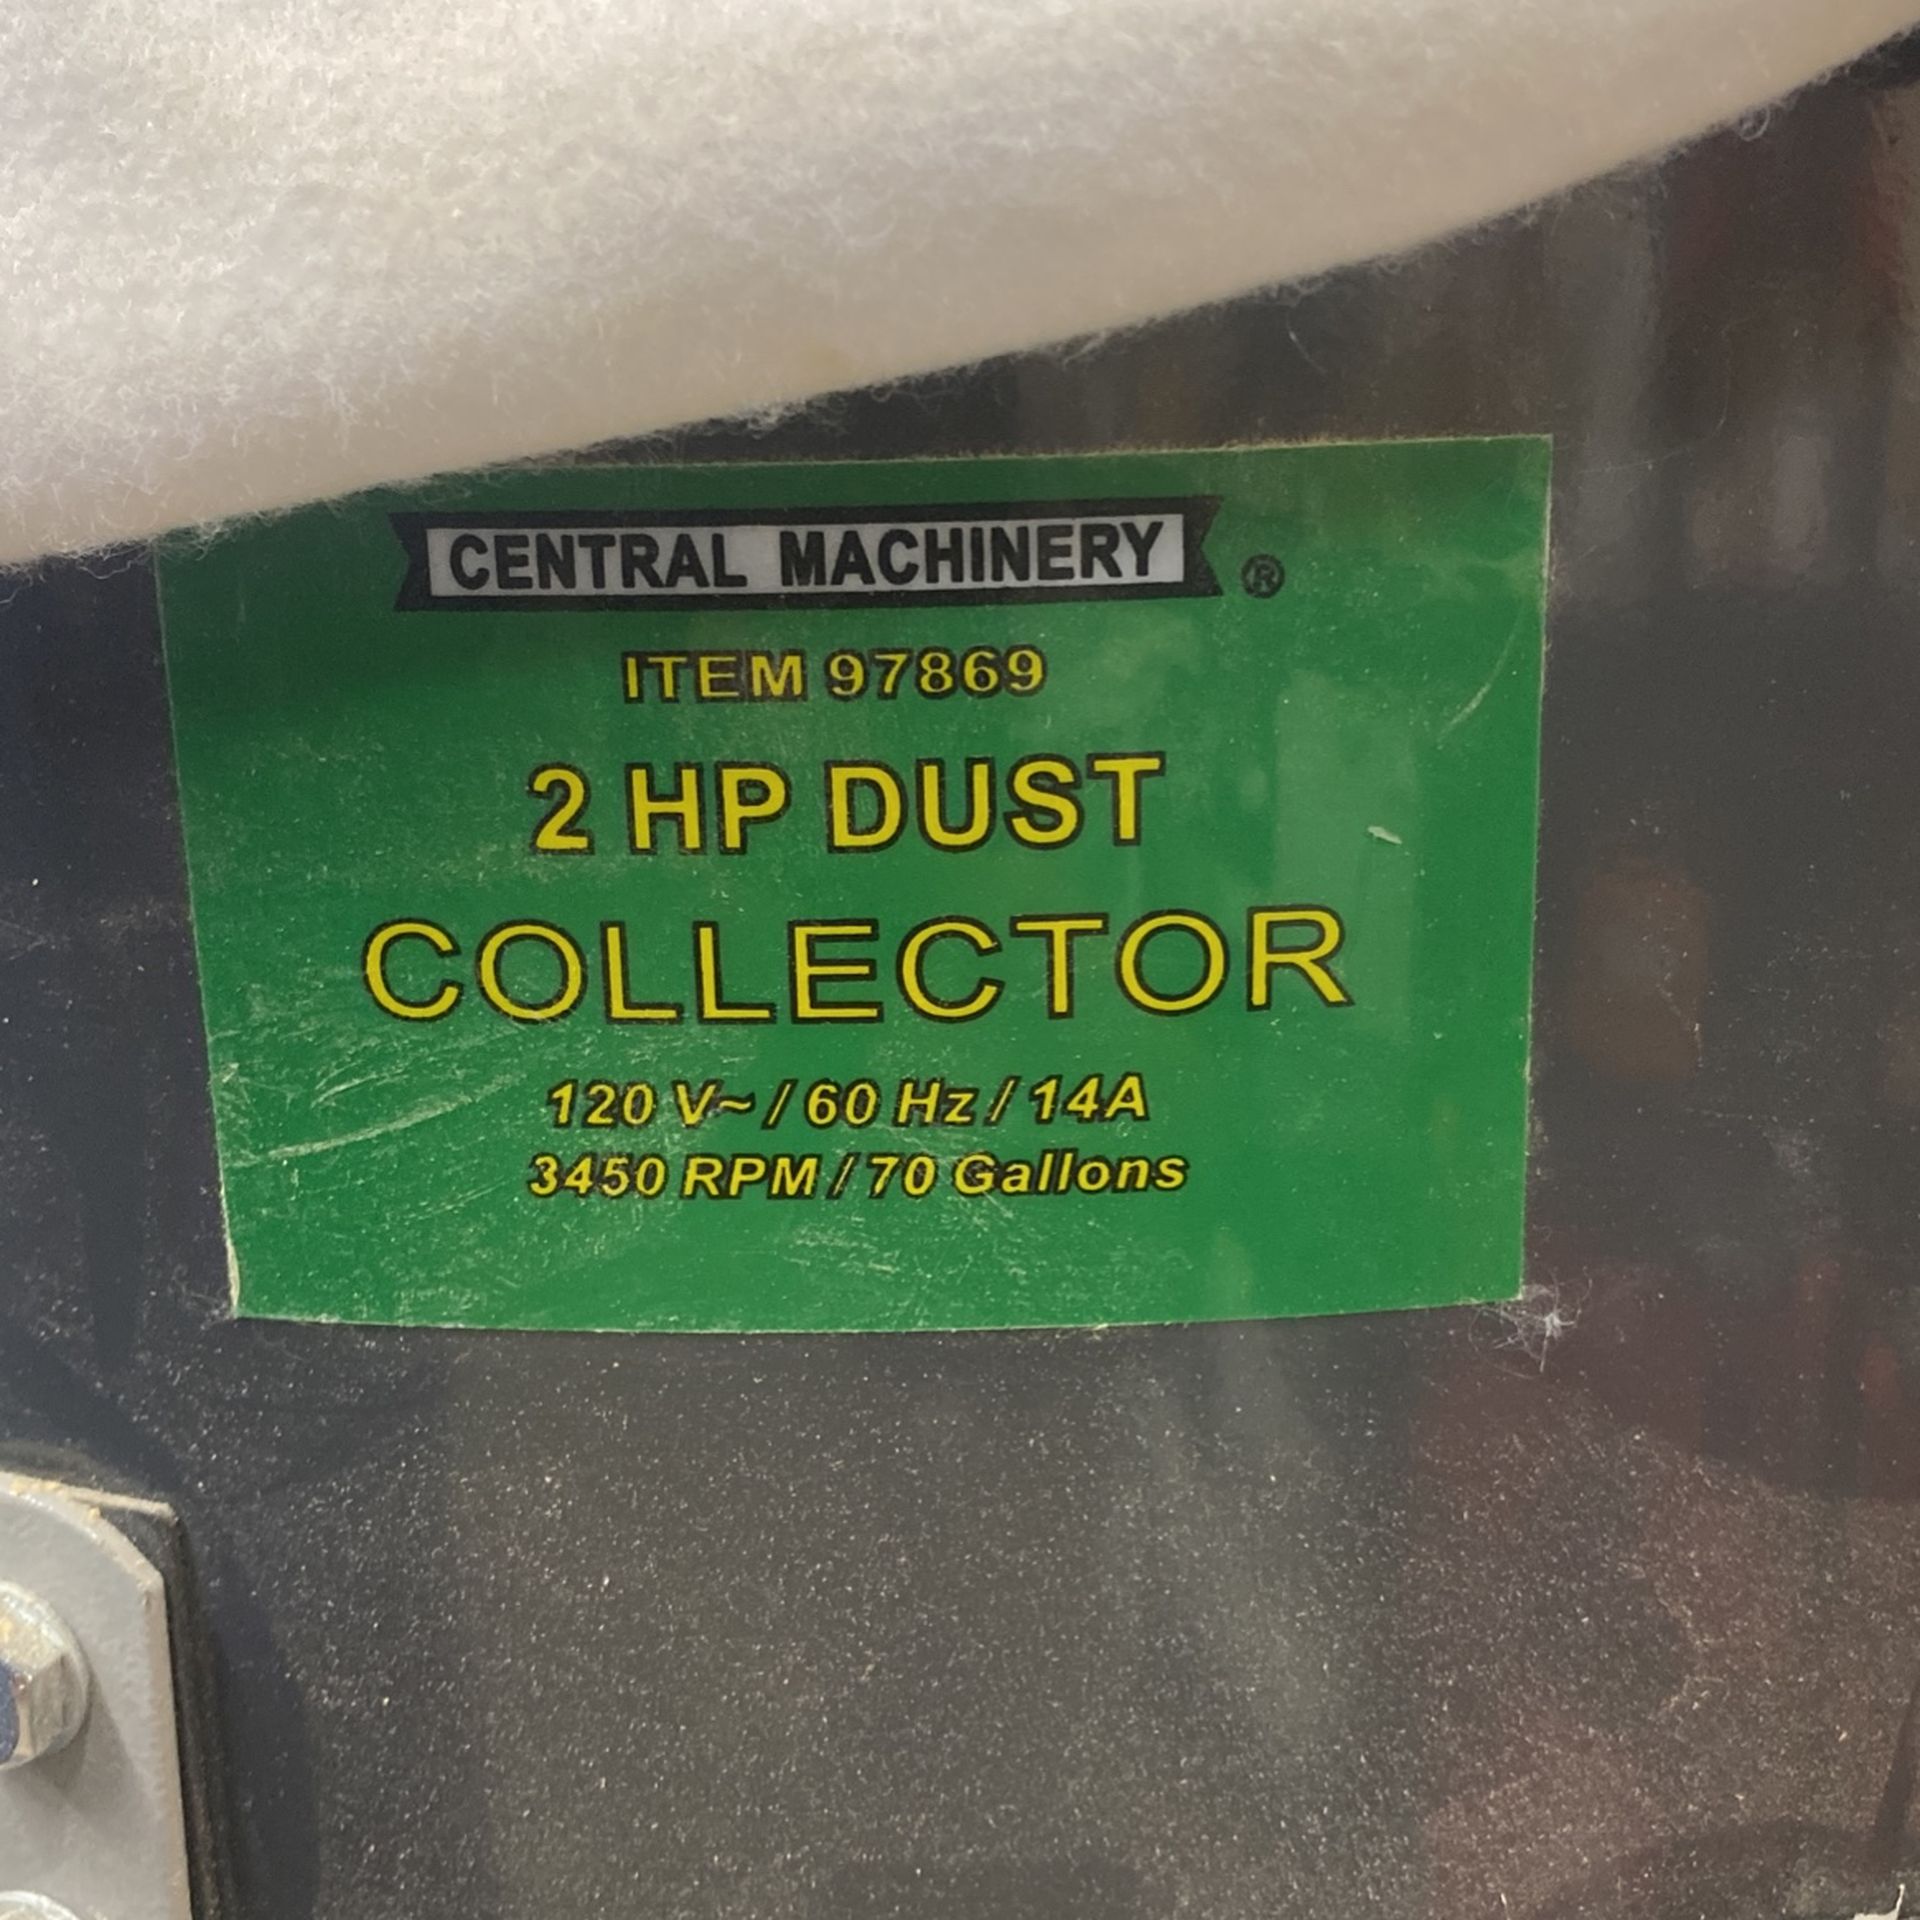 CENTRAL MACHINERY ®
ITEM 97869
2 HP DUST
COLLECTOR
120 V~ / 60 Hz / 14A
3450 RPM / 70 Gallons